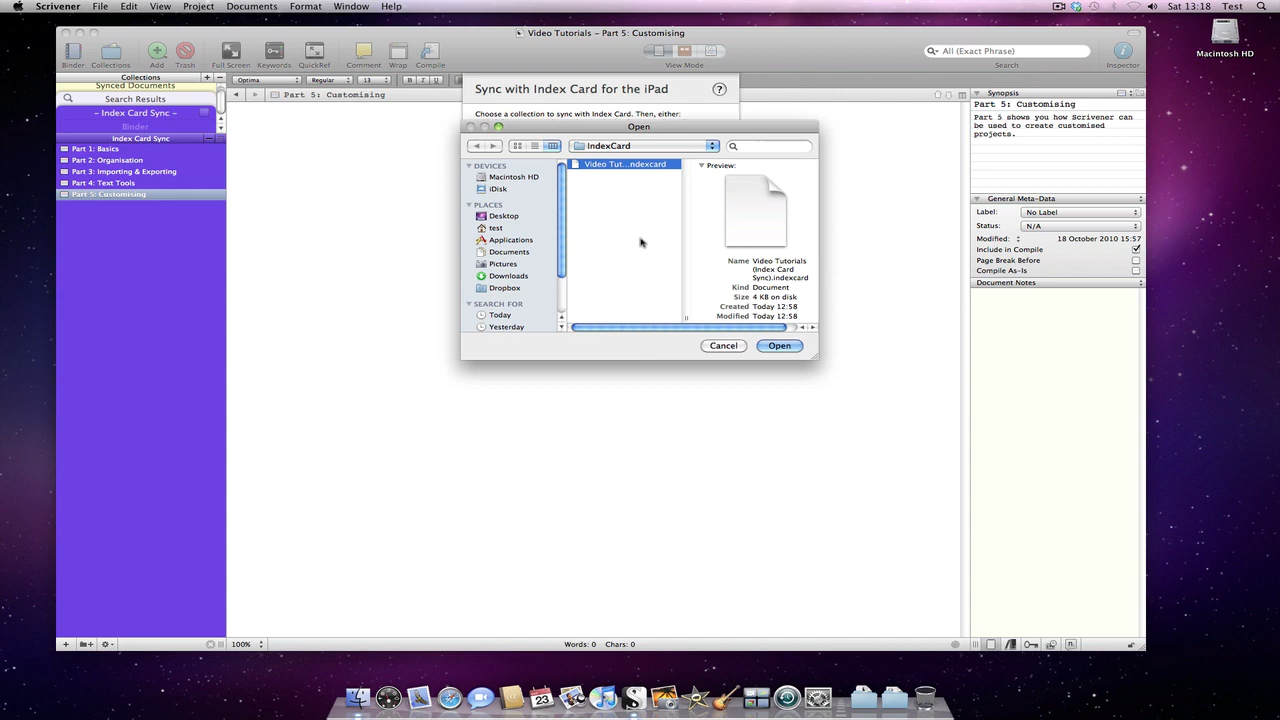 Scrivener File Edit View Project Documents Format Window Help
Sat 13:18 Test
Macintosh HD
Video Tutorials – Part 5: Customising
Binder Collections Add Trash Full Screen Keywords QuickRef Comment Wrap Compile
View Mode
All (Exact Phrase)
Search
Inspector
Collections
Optima Regular 13 B I U
Synced Documents
Search Results
- Index Card Sync -
Binder
Index Card Sync
Part 1: Basics
Part 2: Organisation
Part 3: Importing & Exporting
Part 4: Text Tools
Part 5: Customising
Part 5: Customising
Sync with Index Card for the iPad ?
Choose a collection to sync with Index Card. Then, either:
Open
IndexCard
DEVICES
Macintosh HD
iDisk
PLACES
Desktop
test
Applications
Documents
Pictures
Downloads
Dropbox
SEARCH FOR
Today
Yesterday
Video Tut...ndexcard
Preview:
Name Video Tutorials
(Index Card
Sync).indexcard
Kind Document
Size 4 KB on disk
Created Today 12:58
Modified Today 12:58
Cancel Open
Synopsis
Part 5: Customising
Part 5 shows you how Scrivener can
be used to create customised
projects.
General Meta-Data
Label: No Label
Status: N/A
Modified: 18 October 2010 15:57
Include in Compile
Page Break Before
Compile As-Is
Document Notes
100%
Words: 0 Chars: 0
23